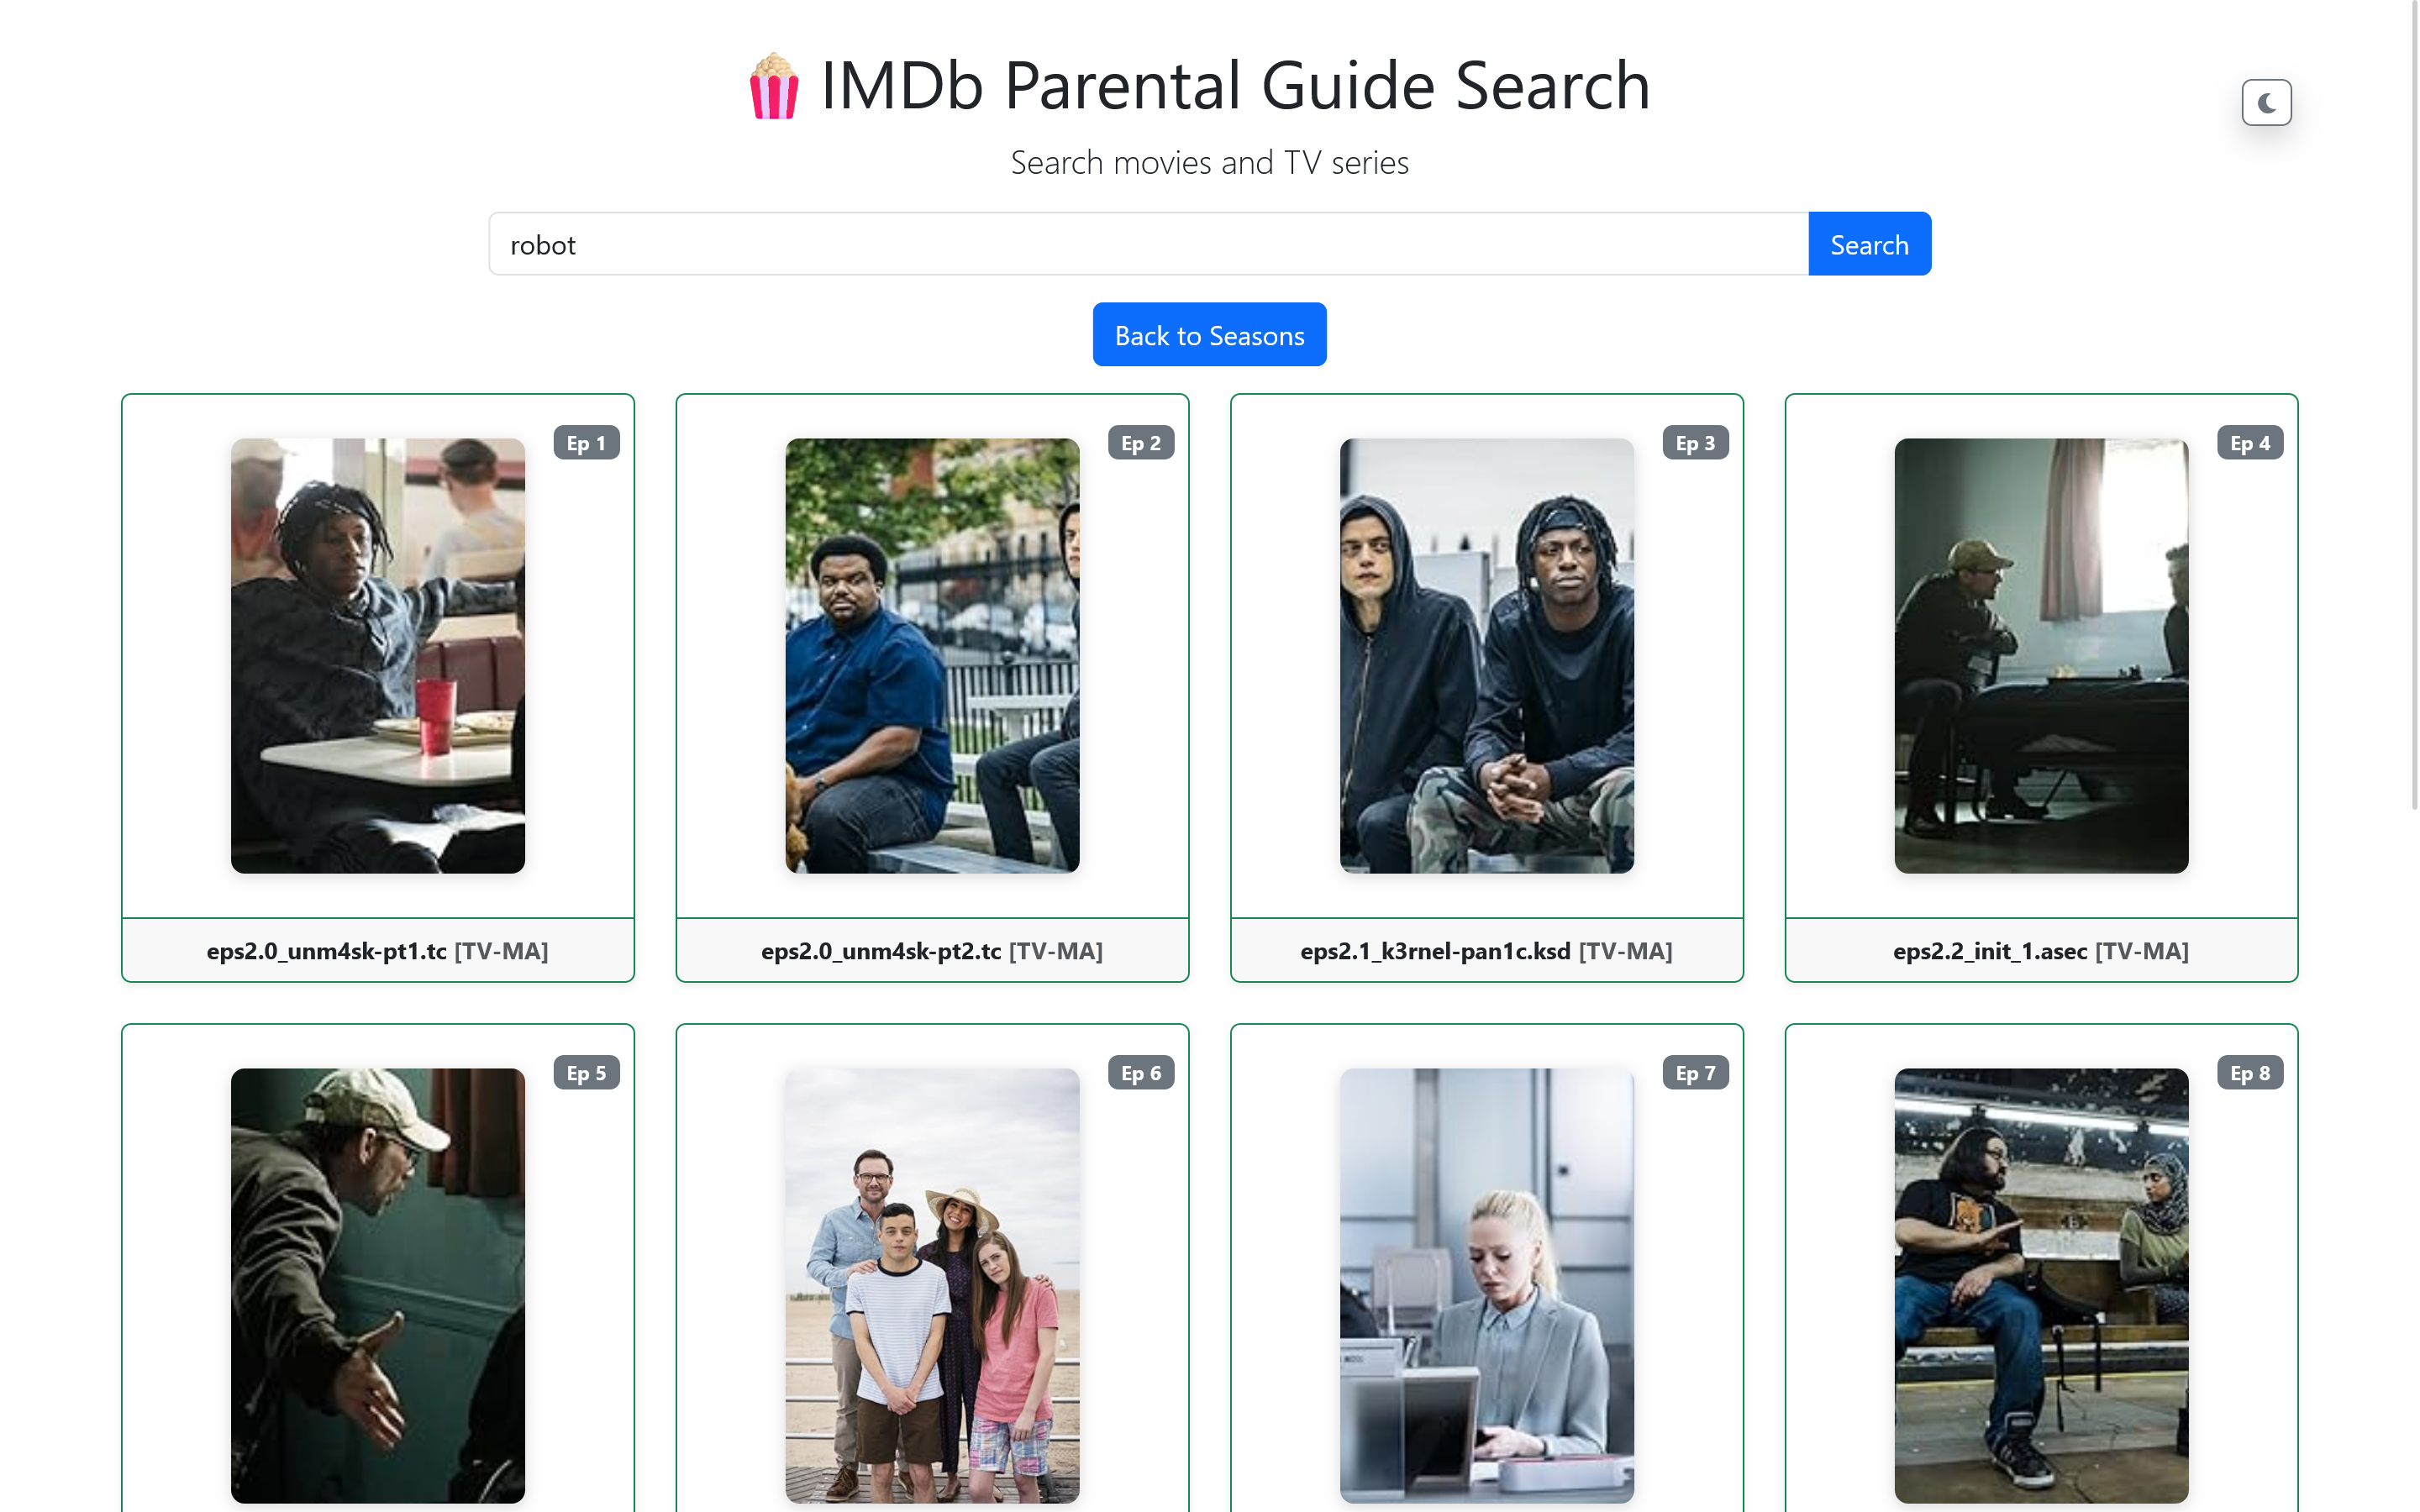 IMDb Parental Guide Search
Search movies and TV series
robot
Search
Back to Seasons
Ep 1
Ep 2
Ep 3
Ep 4
eps2.0_unm4sk-pt1.tc [TV-MA]
eps2.0_unm4sk-pt2.tc [TV-MA]
eps2.1_k3rnel-pan1c.ksd [TV-MA]
eps2.2_init_1.asec [TV-MA]
Ep 5
Ep 6
Ep 7
Ep 8